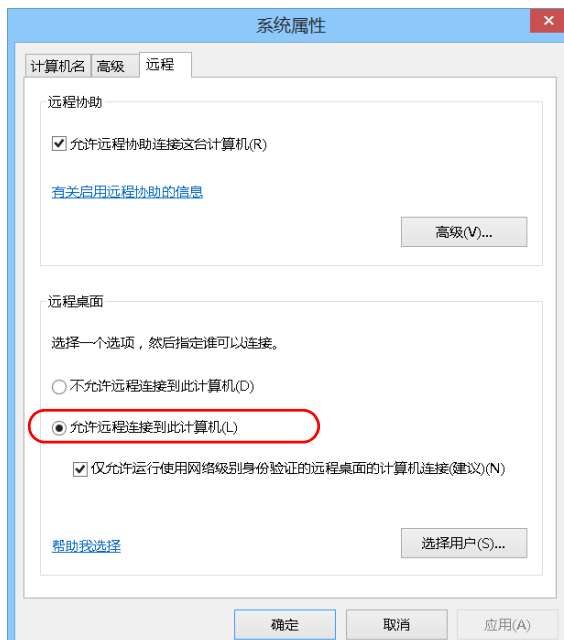 系统属性
计算机名 高级 远程
远程协助
允许远程协助连接这台计算机(R)
有关启用远程协助的信息
高级(V)...
远程桌面
选择一个选项，然后指定谁可以连接。
不允许远程连接到此计算机(D)
允许远程连接到此计算机(L)
仅允许运行使用网络级别身份验证的远程桌面的计算机连接(建议)(N)
帮助我选择 选择用户(S)...
确定 取消 应用(A)